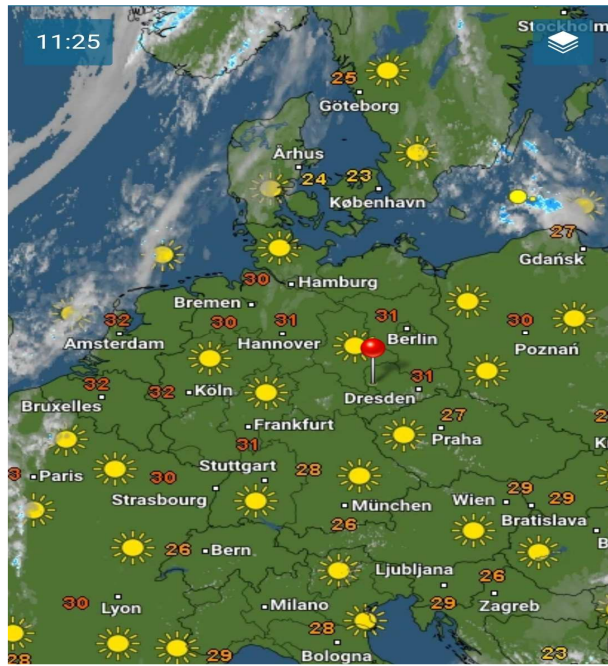 11:25
Stockholm
25
Göteborg
Århus
24
23
København
27
Gdańsk
30
Hamburg
Bremen
32
30
31
31
30
Amsterdam
Hannover
Berlin
Poznań
32
32
Köln
31
Bruxelles
Dresden
Frankfurt
27
31
Praha
Paris
30
Stuttgart
28
Strasbourg
München
Wien
29
29
26
Bratislava
26
Bern
Ljubljana
26
30
Lyon
Milano
29
Zagreb
28
Bologna
28
29
23